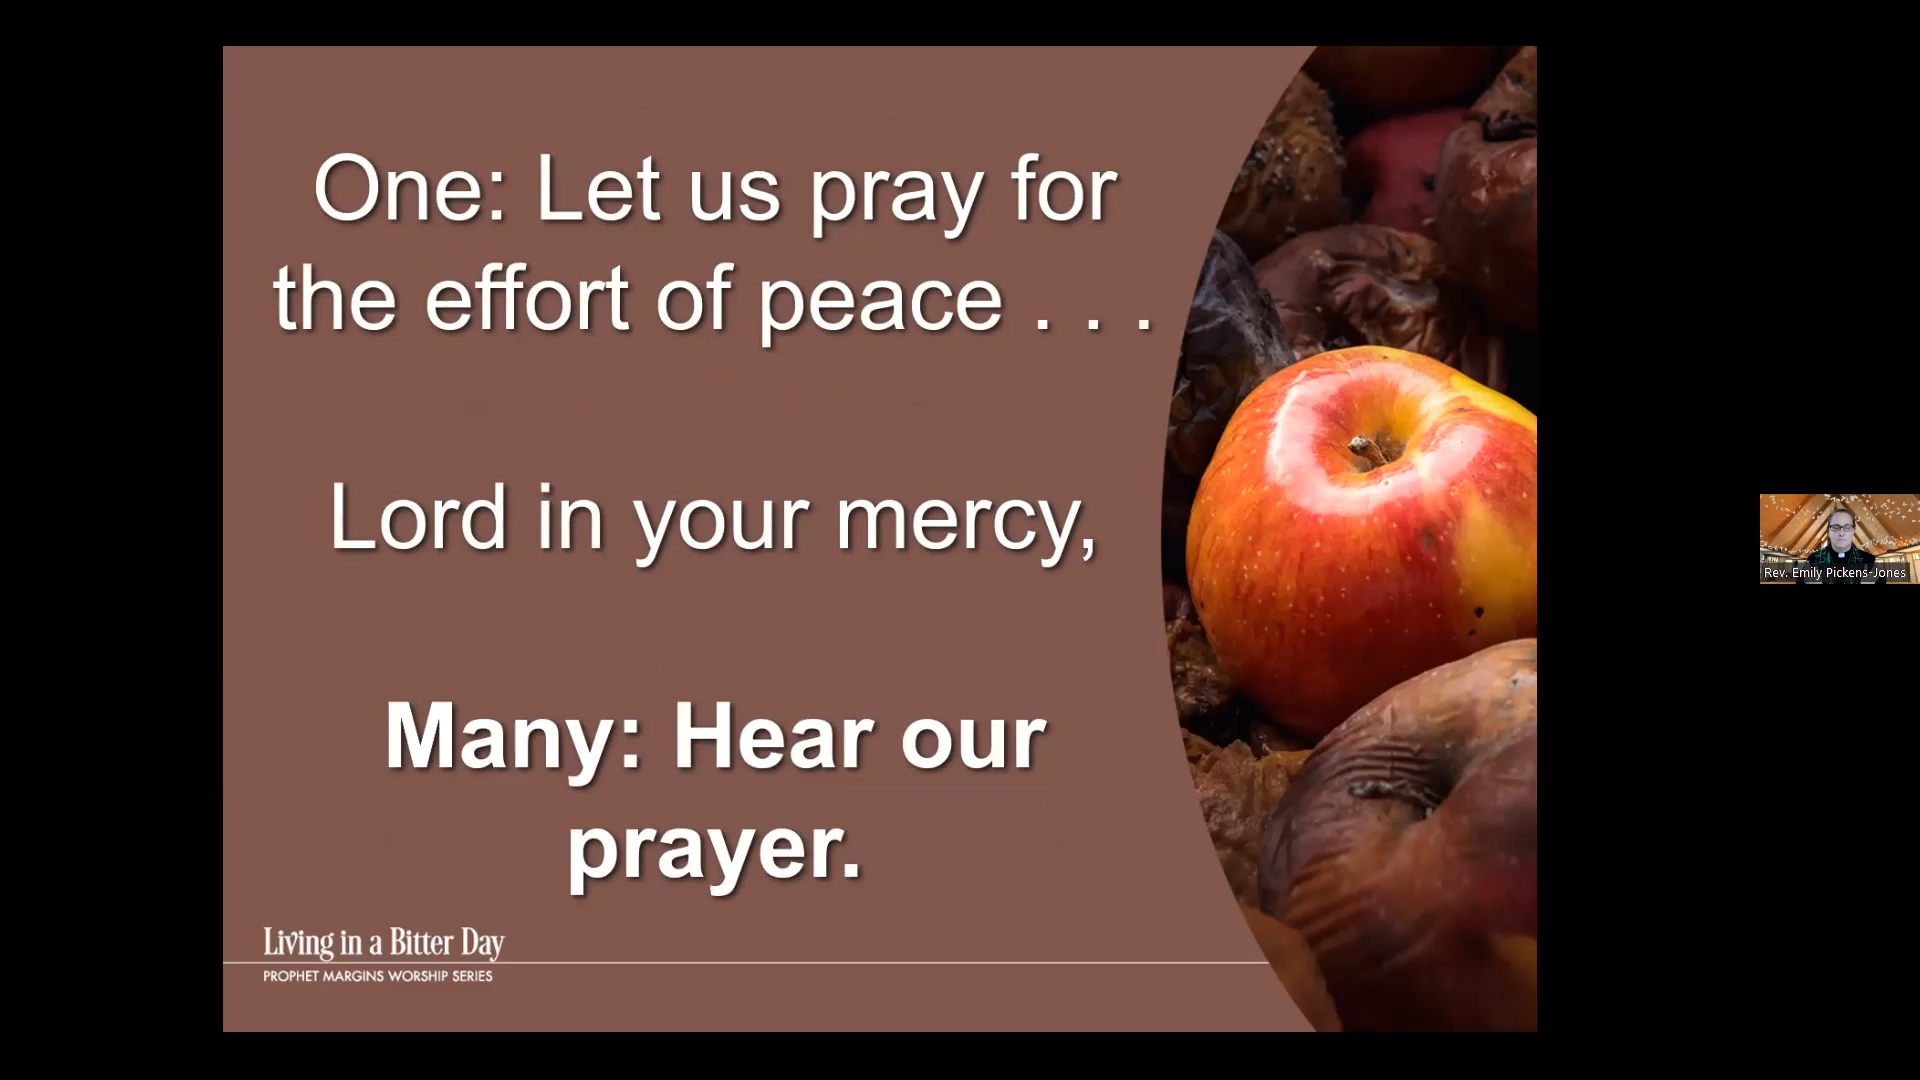 One: Let us pray for
the effort of peace . . .
Lord in your mercy,
Many: Hear our
prayer.
Living in a Bitter Day
PROPHET MARGINS WORSHIP SERIES
Rev. Emily Pickens-Jones